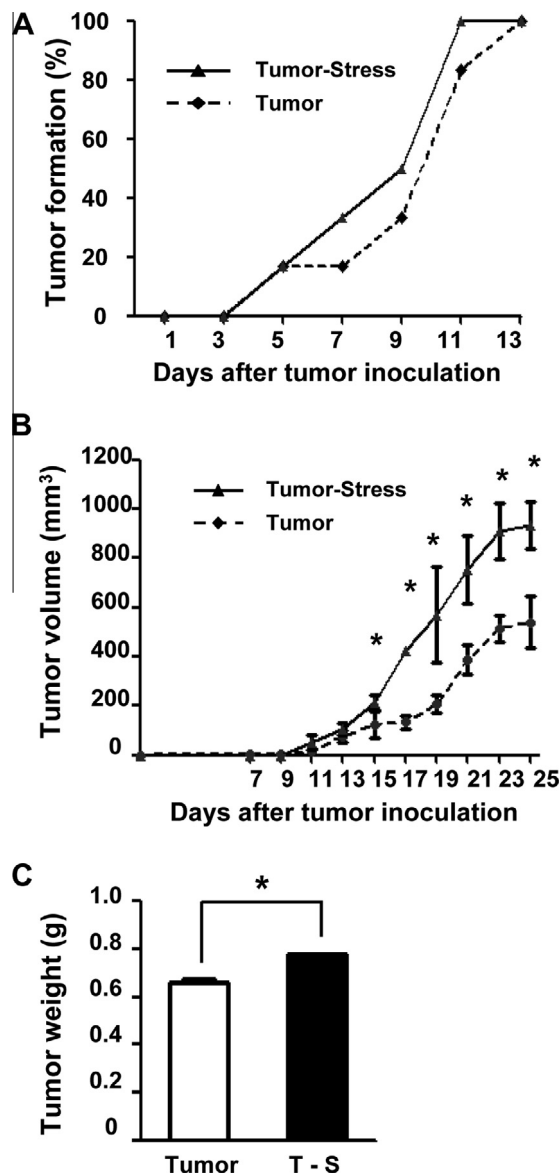 A
Tumor formation (%)
100
80
60
40
20
0
Tumor-Stress
Tumor
1 3 5 7 9 11 13
Days after tumor inoculation
B
Tumor volume (mm³)
1200
1000
800
600
400
200
0
Tumor-Stress
Tumor
* * * * * *
7 9 11 13 15 17 19 21 23 25
Days after tumor inoculation
C
Tumor weight (g)
1.0
0.8
0.6
0.4
0.2
0
*
Tumor T - S